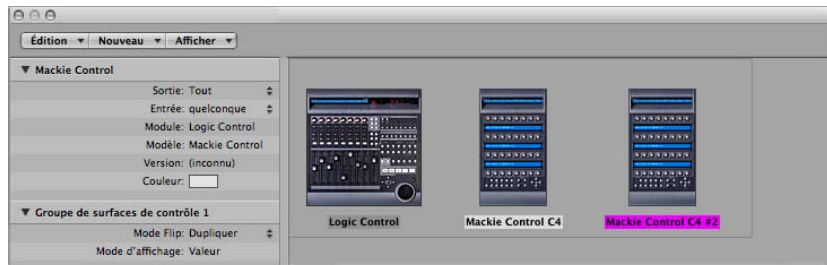 Édition Nouveau Afficher
Mackie Control
Sortie: Tout
Entrée: quelconque
Module: Logic Control
Modèle: Mackie Control
Version: (inconnu)
Couleur:
Groupe de surfaces de contrôle 1
Mode Flip: Dupliquer
Mode d'affichage: Valeur
Logic Control
Mackie Control C4
Mackie Control C4 #2